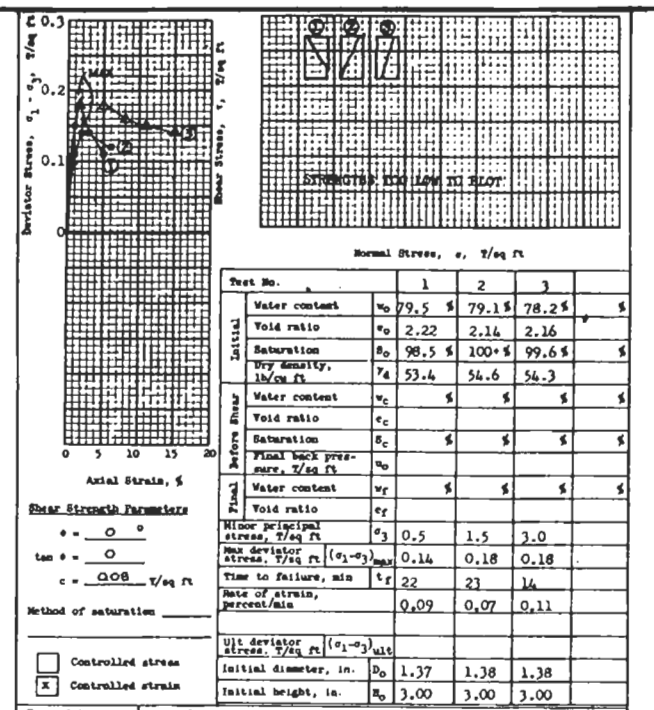 0.3
0.2
0.1
0
Deviator Stress, σ₁ - σ₃, T/sq ft
MAX
1
2
3
0 5 10 15 20
Axial Strain, %
Shear Stress, τ, T/sq ft
1 2 3
STRENGTHS TOO LOW TO PLOT
Normal Stress, σ, T/sq ft
Shear Strength Parameters
φ = 0 °
tan φ = 0
c = 0.08 T/sq ft
Method of saturation
Controlled stress
X Controlled strain
Test No. 1 2 3
Initial
Water content w₀ 79.5 % 79.1 % 78.2 % %
Void ratio e₀ 2.22 2.14 2.16
Saturation S₀ 98.5 % 100+ % 99.6 % %
Dry density, lb/cu ft γd 53.4 54.6 54.3
Before Shear
Water content wc % % % %
Void ratio ec
Saturation Sc % % % %
Final back pres-
sure, T/sq ft u₀
Final
Water content wf % % % %
Void ratio ef
Minor principal
stress, T/sq ft σ₃ 0.5 1.5 3.0
Max deviator
stress, T/sq ft (σ₁-σ₃)max 0.14 0.18 0.18
Time to failure, min tf 22 23 14
Rate of strain,
percent/min 0.09 0.07 0.11
Ult deviator
stress, T/sq ft (σ₁-σ₃)ult
Initial diameter, in. D₀ 1.37 1.38 1.38
Initial height, in. H₀ 3.00 3.00 3.00